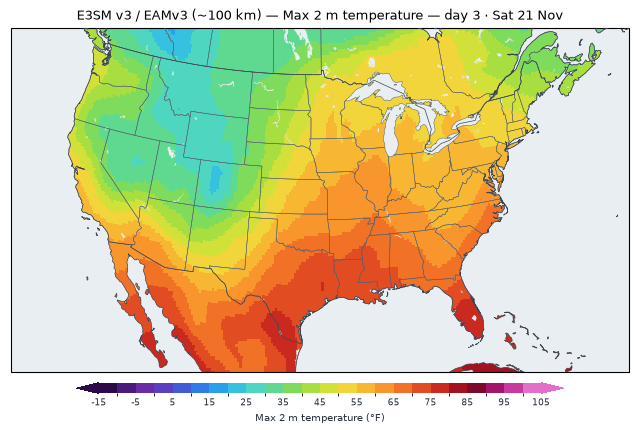 E3SM v3 / EAMv3 (~100 km) — Max 2 m temperature — day 3 · Sat 21 Nov
-15 -5 5 15 25 35 45 55 65 75 85 95 105
Max 2 m temperature (°F)